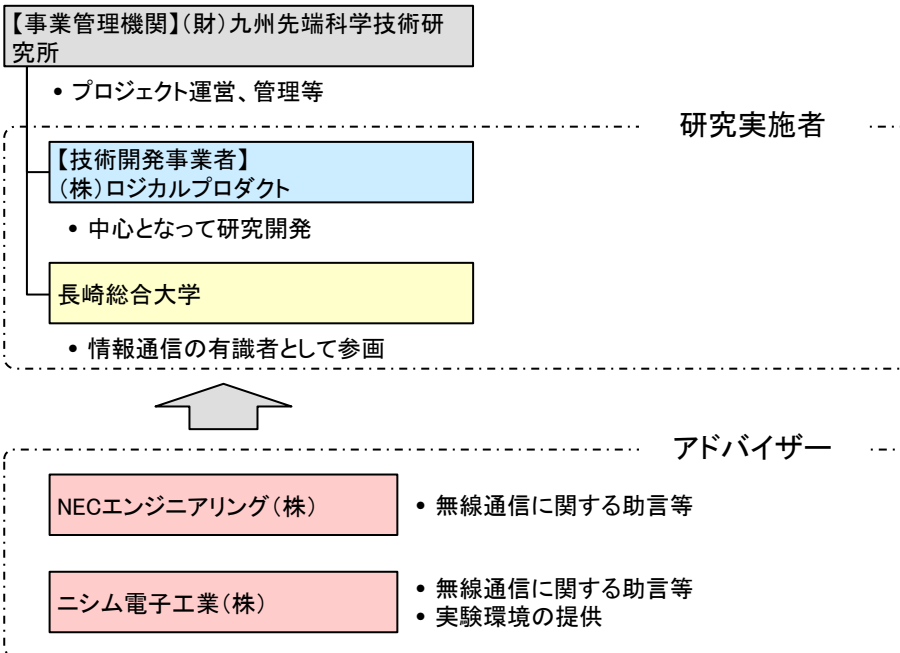 【事業管理機関】(財)九州先端科学技術研
究所
• プロジェクト運営、管理等
研究実施者
【技術開発事業者】
(株)ロジカルプロダクト
• 中心となって研究開発
長崎総合大学
• 情報通信の有識者として参画
アドバイザー
NECエンジニアリング(株)
• 無線通信に関する助言等
ニシム電子工業(株)
• 無線通信に関する助言等
• 実験環境の提供